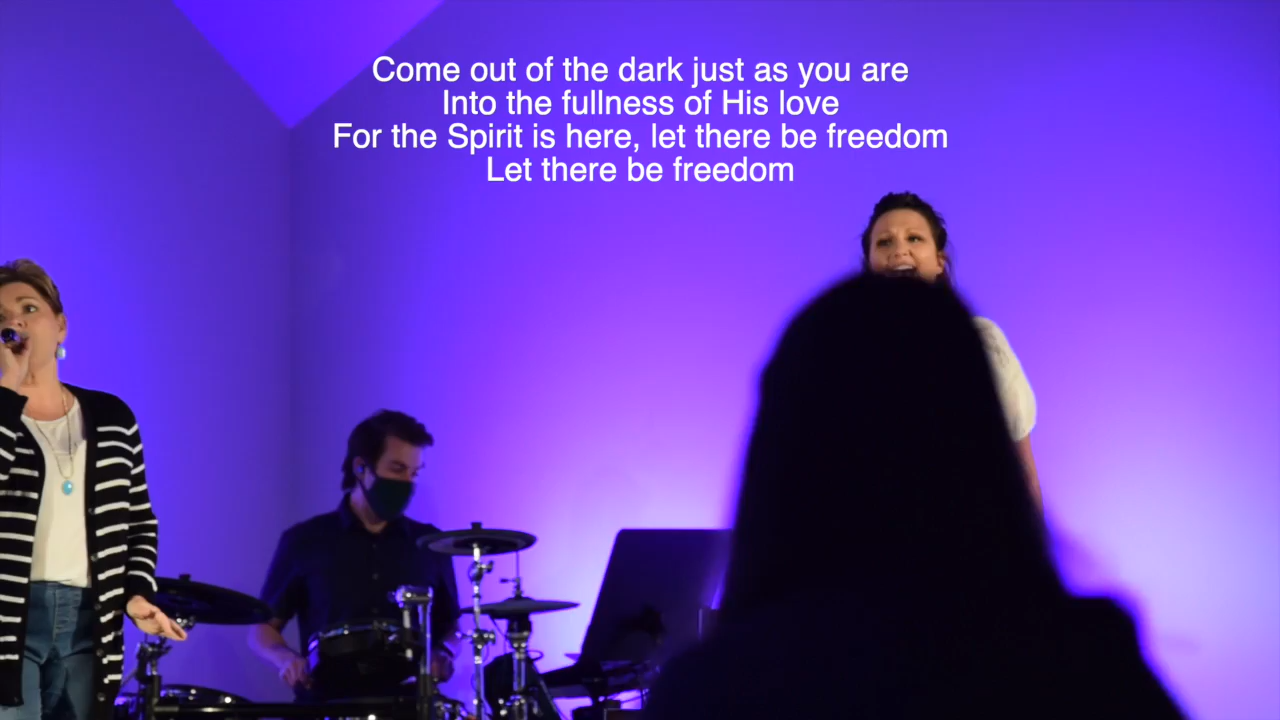 Come out of the dark just as you are
Into the fullness of His love
For the Spirit is here, let there be freedom
Let there be freedom